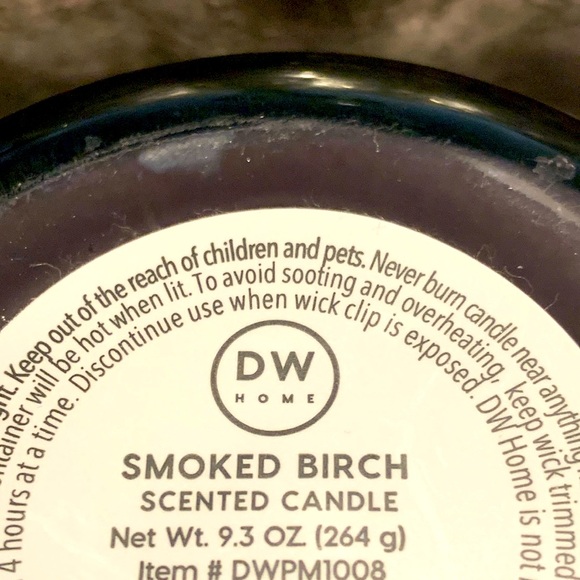 ght. Keep out of the reach of children and pets. Never burn candle near anything
ontainer will be hot when lit. To avoid sooting and overheating, keep wick trimmed
4 hours at a time. Discontinue use when wick clip is exposed. DW Home is not
DW
HOME
SMOKED BIRCH
SCENTED CANDLE
Net Wt. 9.3 OZ (264 g)
Item # DWPM1008